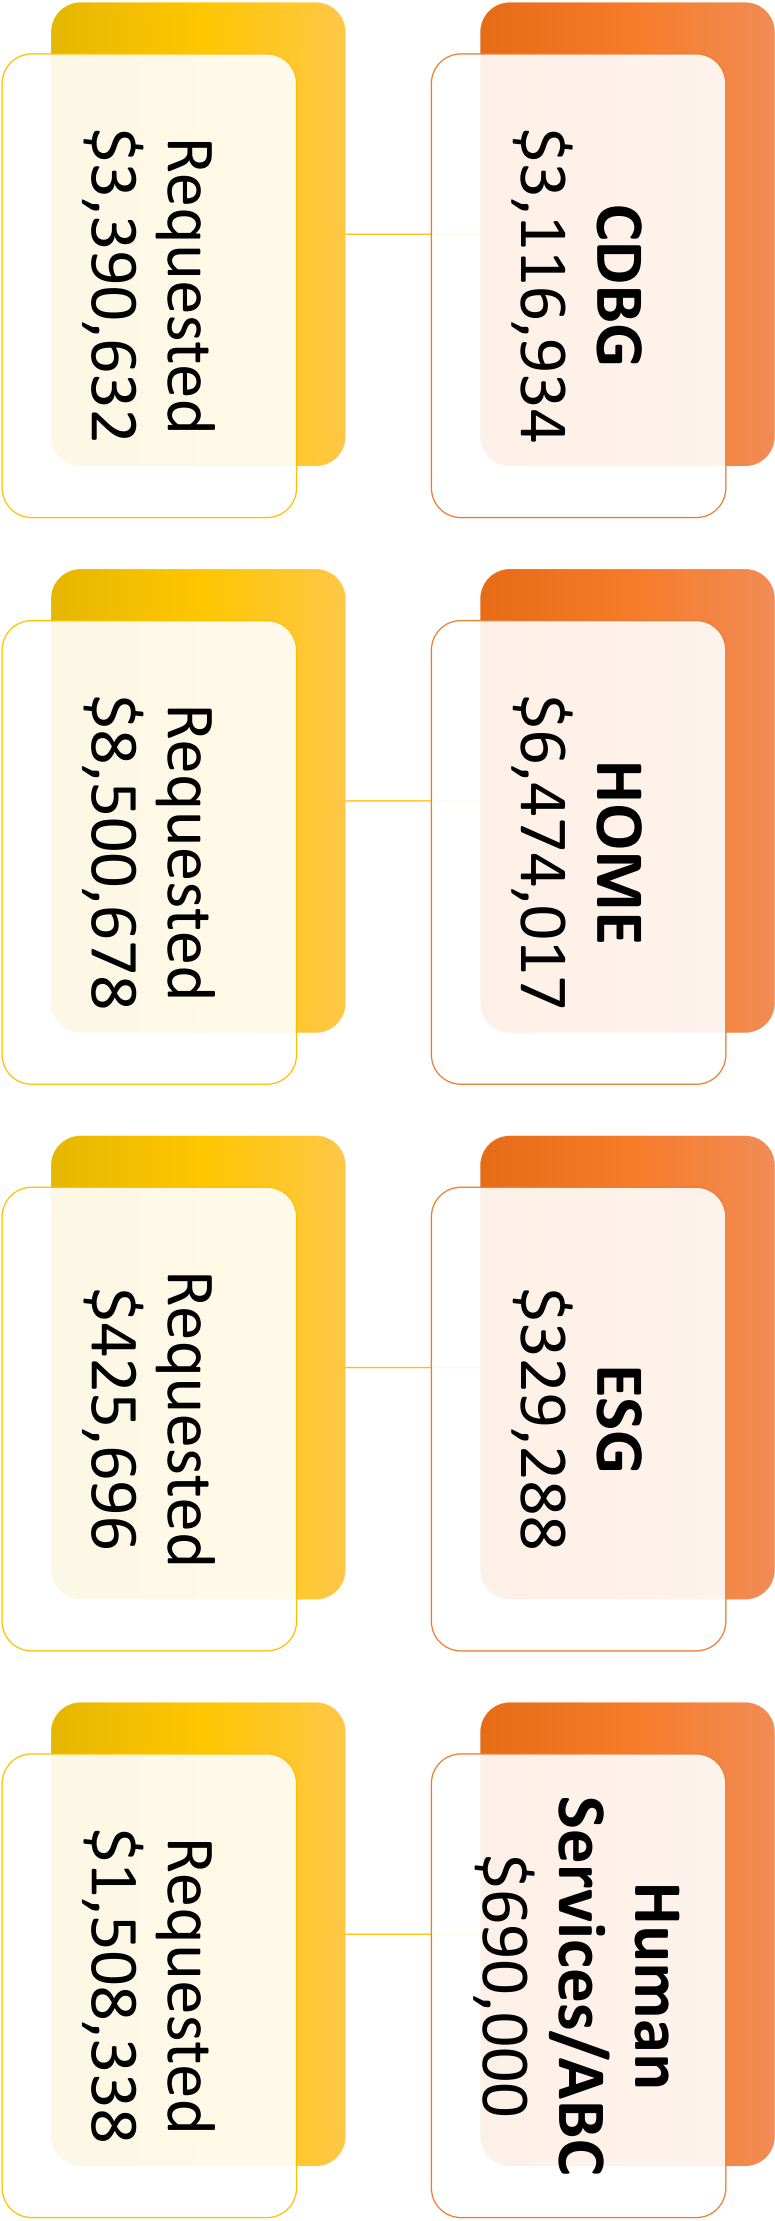 CDBG
$3,116,934
HOME
$6,474,017
ESG
$329,288
Human
Services/ABC
$690,000
Requested
$3,390,632
Requested
$8,500,678
Requested
$425,696
Requested
$1,508,338